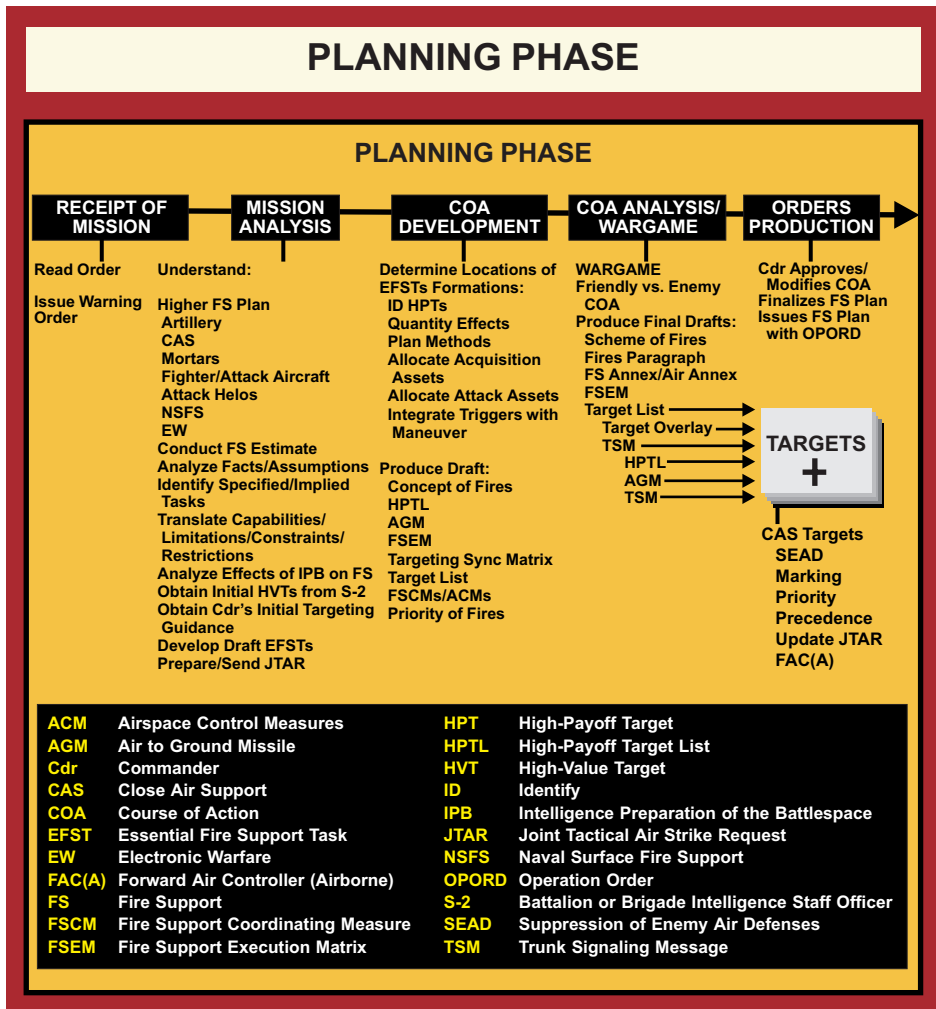 PLANNING PHASE
PLANNING PHASE
RECEIPT OF
MISSION
Read Order
Issue Warning
Order
MISSION
ANALYSIS
Understand:
Higher FS Plan
Artillery
CAS
Mortars
Fighter/Attack Aircraft
Attack Helos
NSFS
EW
Conduct FS Estimate
Analyze Facts/Assumptions
Identify Specified/Implied
Tasks
Translate Capabilities/
Limitations/Constraints/
Restrictions
Analyze Effects of IPB on FS
Obtain Initial HVTs from S-2
Obtain Cdr's Initial Targeting
Guidance
Develop Draft EFSTs
Prepare/Send JTAR
COA
DEVELOPMENT
Determine Locations of
EFSTs Formations:
ID HPTs
Quantity Effects
Plan Methods
Allocate Acquisition
Assets
Allocate Attack Assets
Integrate Triggers with
Maneuver
Produce Draft:
Concept of Fires
HPTL
AGM
FSEM
Targeting Sync Matrix
Target List
FSCMs/ACMs
Priority of Fires
COA ANALYSIS/
WARGAME
WARGAME
Friendly vs. Enemy
COA
Produce Final Drafts:
Scheme of Fires
Fires Paragraph
FS Annex/Air Annex
FSEM
Target List
Target Overlay
TSM
HPTL
AGM
TSM
ORDERS
PRODUCTION
Cdr Approves/
Modifies COA
Finalizes FS Plan
Issues FS Plan
with OPORD
TARGETS
+
CAS Targets
SEAD
Marking
Priority
Precedence
Update JTAR
FAC(A)
ACM Airspace Control Measures
AGM Air to Ground Missile
Cdr Commander
CAS Close Air Support
COA Course of Action
EFST Essential Fire Support Task
EW Electronic Warfare
FAC(A) Forward Air Controller (Airborne)
FS Fire Support
FSCM Fire Support Coordinating Measure
FSEM Fire Support Execution Matrix
HPT High-Payoff Target
HPTL High-Payoff Target List
HVT High-Value Target
ID Identify
IPB Intelligence Preparation of the Battlespace
JTAR Joint Tactical Air Strike Request
NSFS Naval Surface Fire Support
OPORD Operation Order
S-2 Battalion or Brigade Intelligence Staff Officer
SEAD Suppression of Enemy Air Defenses
TSM Trunk Signaling Message